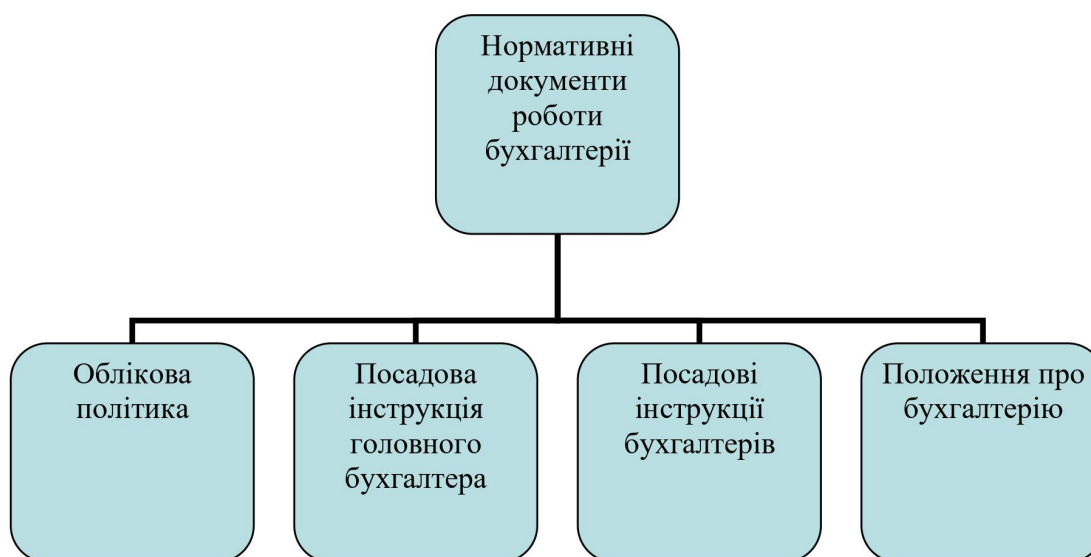 Нормативні
документи
роботи
бухгалтерії
Облікова
політика
Посадова
інструкція
головного
бухгалтера
Посадові
інструкції
бухгалтерів
Положення про
бухгалтерію